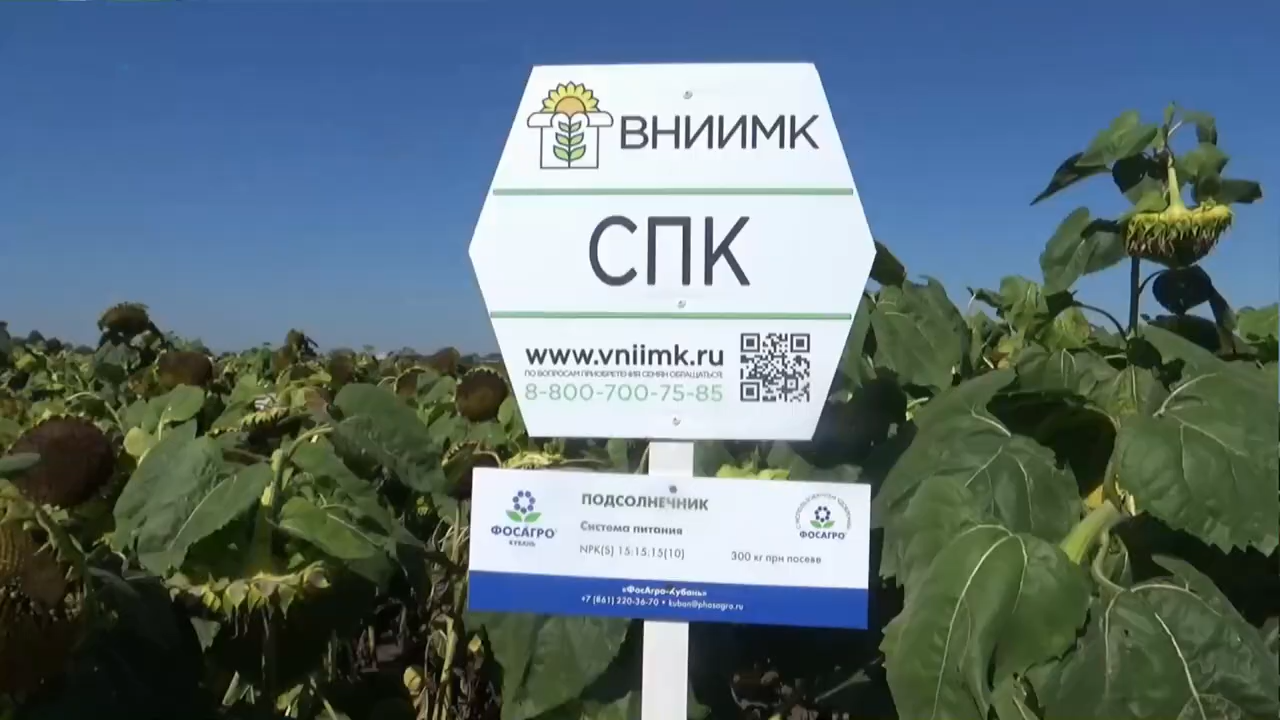 ВНИИМК
СПК
www.vniimk.ru
ПО ВОПРОСАМ ПРИОБРЕТЕНИЯ СЕМЯН ОБРАЩАТЬСЯ:
8-800-700-75-85
ПОДСОЛНЕЧНИК
ФОСАГРО
КУБАНЬ
Система питания
NPK(S) 15:15:15(10)
300 кг при посеве
ФОСАГРО
«ФосАгро-Кубань»
+7 (861) 220-36-70 • kuban@phosagro.ru